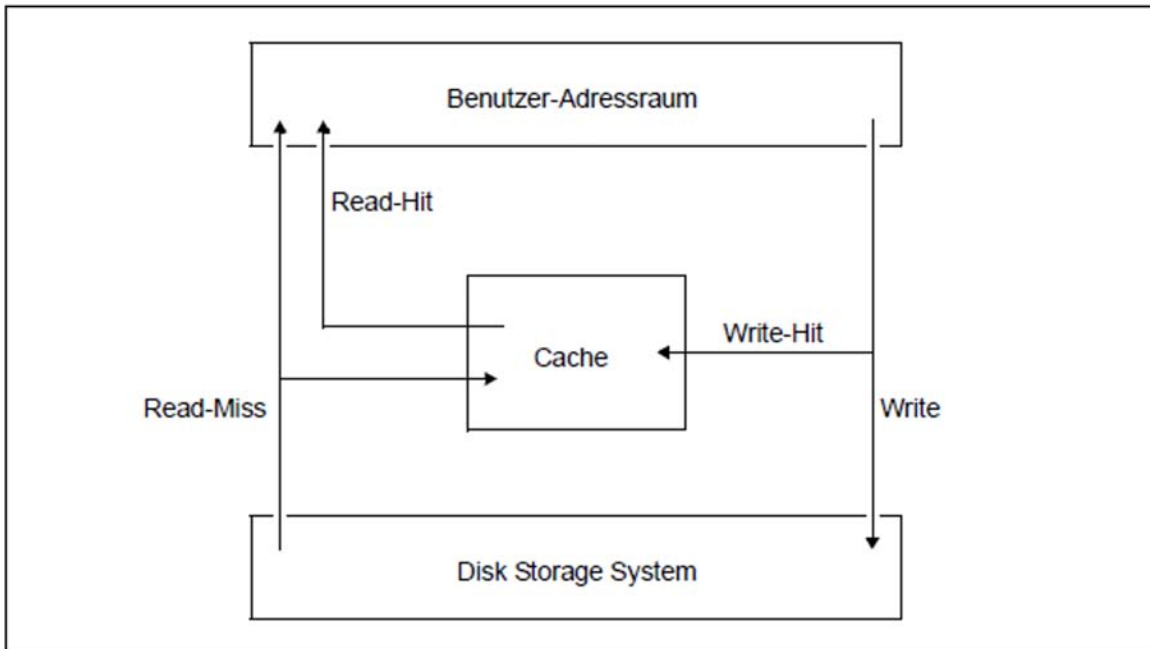 Benutzer-Adressraum
Read-Hit
Write-Hit
Cache
Read-Miss
Write
Disk Storage System